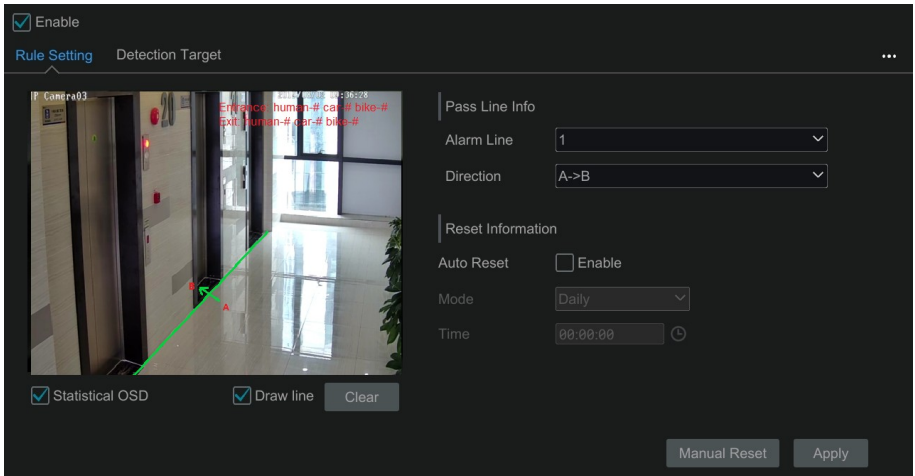 Enable
Rule Setting Detection Target ...
IP Camera03
Entrance: human-# car-# bike-#
Exit: human-# car-# bike-#
20
B
A
Statistical OSD Draw line Clear
Pass Line Info
Alarm Line 1
Direction A->B
Reset Information
Auto Reset Enable
Mode Daily
Time 00:00:00
Manual Reset Apply